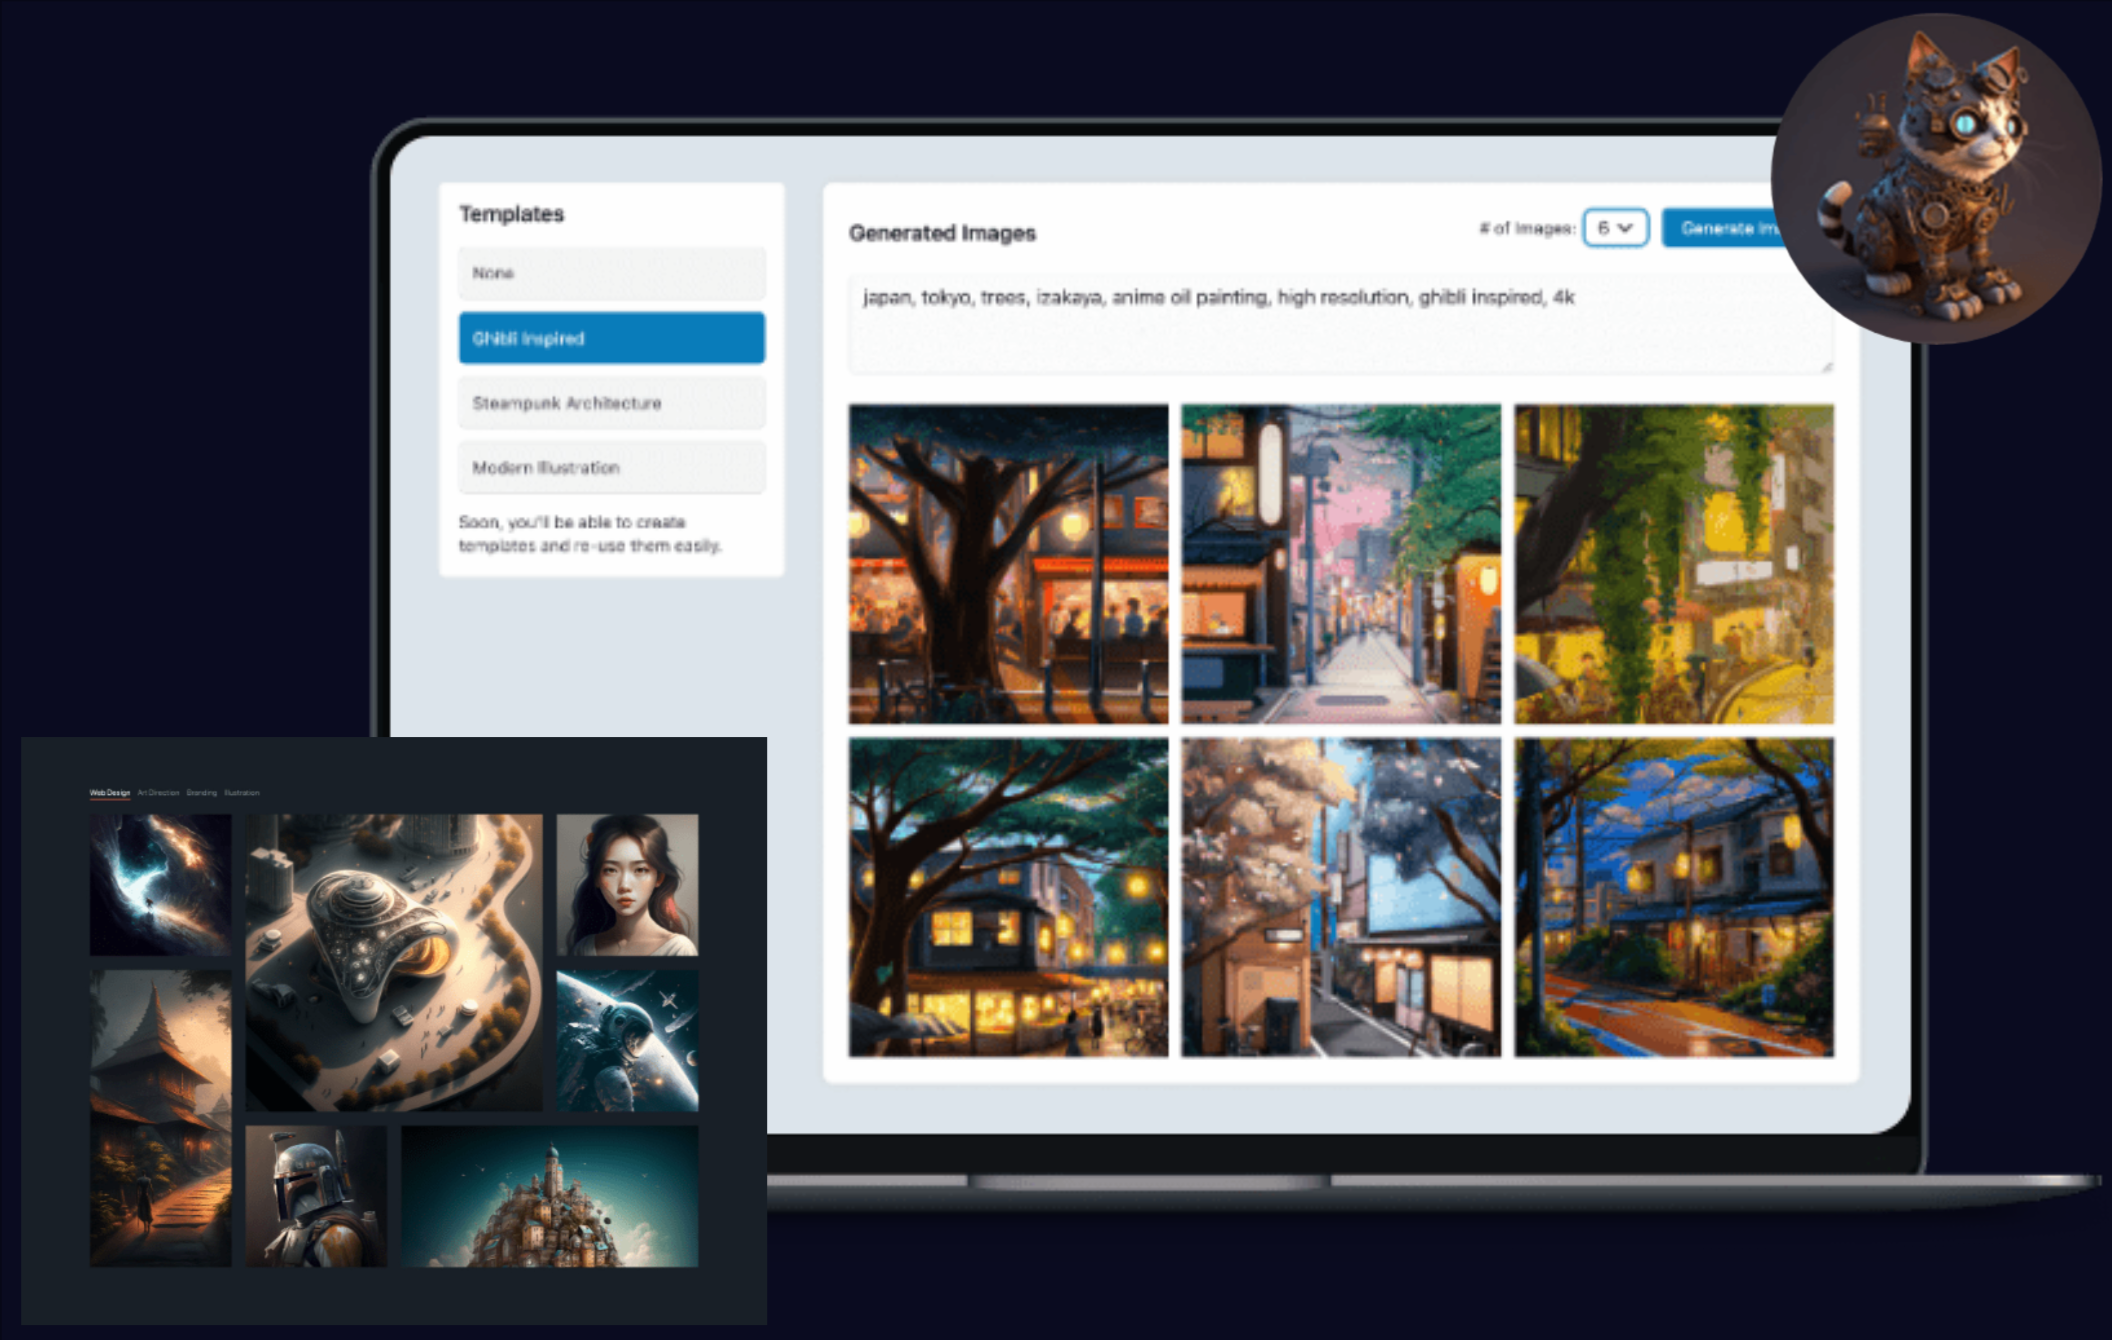 Templates
None
Ghibli Inspired
Steampunk Architecture
Modern Illustration
Soon, you'll be able to create
templates and re-use them easily.
Generated Images
# of Images: 6 Generate Im
japan, tokyo, trees, izakaya, anime oil painting, high resolution, ghibli inspired, 4k
Web Design Art Direction Branding Illustration